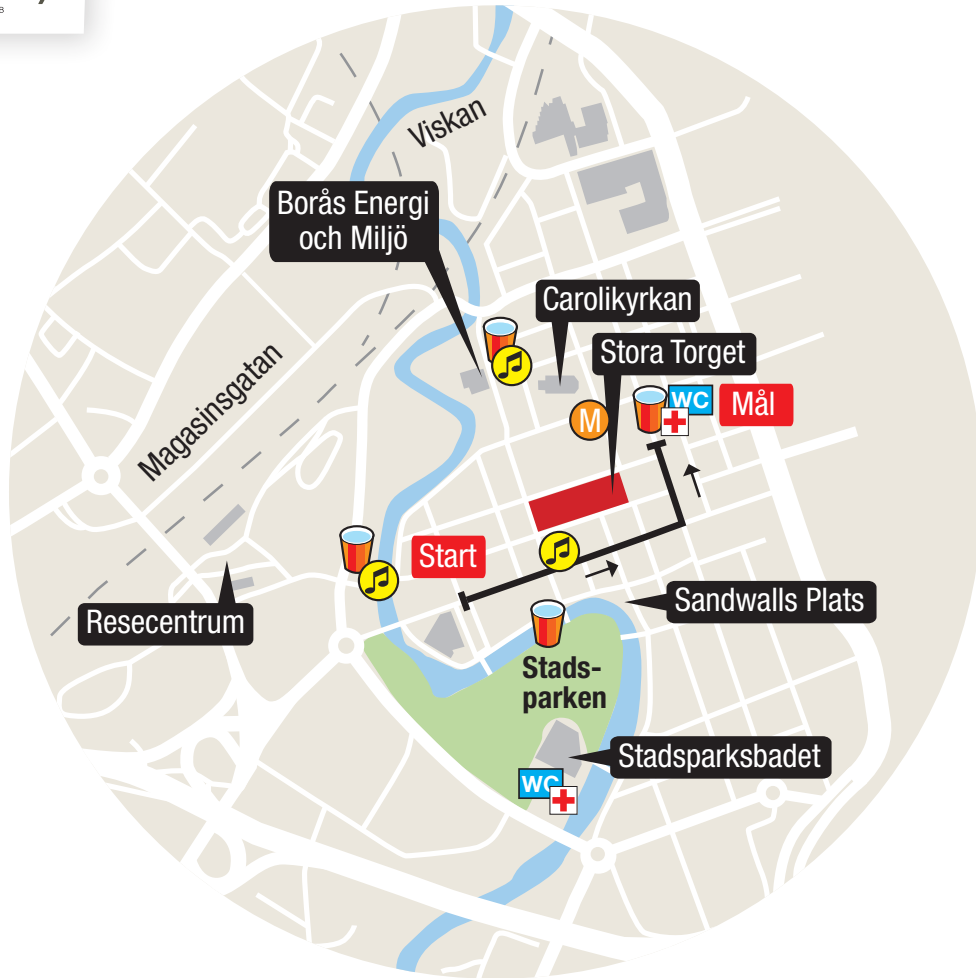 B
Viskan
Borås Energi
och Miljö
Carolikyrkan
Stora Torget
WC
Mål
M
Magasinsgatan
Start
Resecentrum
Sandwalls Plats
Stads-
parken
Stadsparksbadet
WC